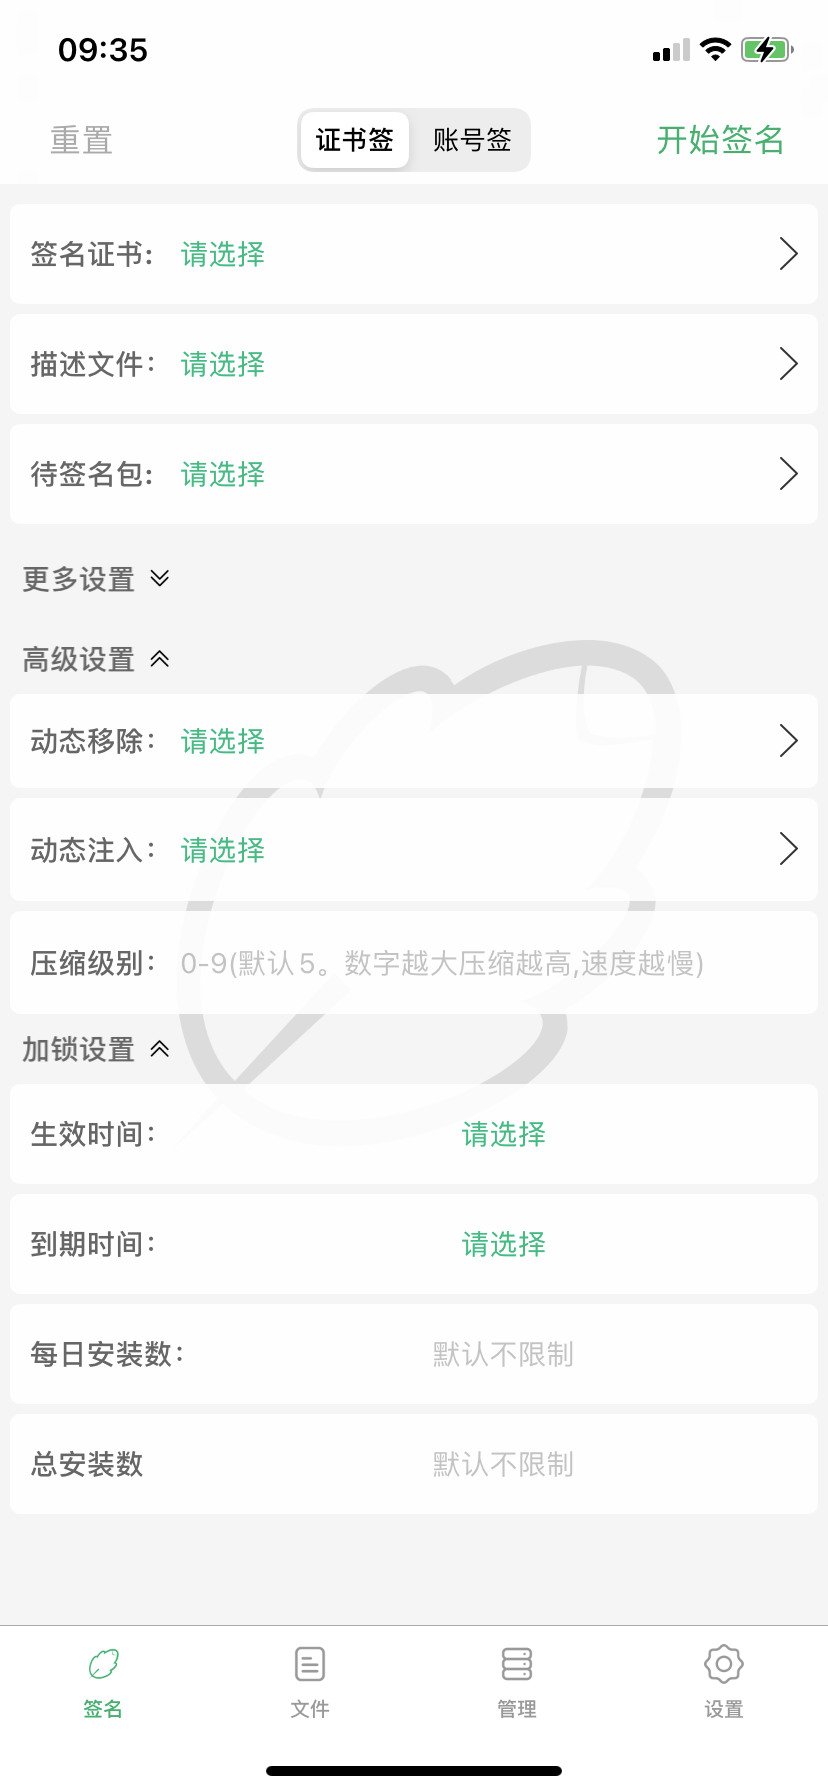 09:35
重置
证书签
账号签
开始签名
签名证书：
请选择
描述文件：
请选择
待签名包：
请选择
更多设置
高级设置
动态移除：
请选择
动态注入：
请选择
压缩级别：
0-9(默认5。数字越大压缩越高,速度越慢)
加锁设置
生效时间：
请选择
到期时间：
请选择
每日安装数：
默认不限制
总安装数
默认不限制
签名
文件
管理
设置